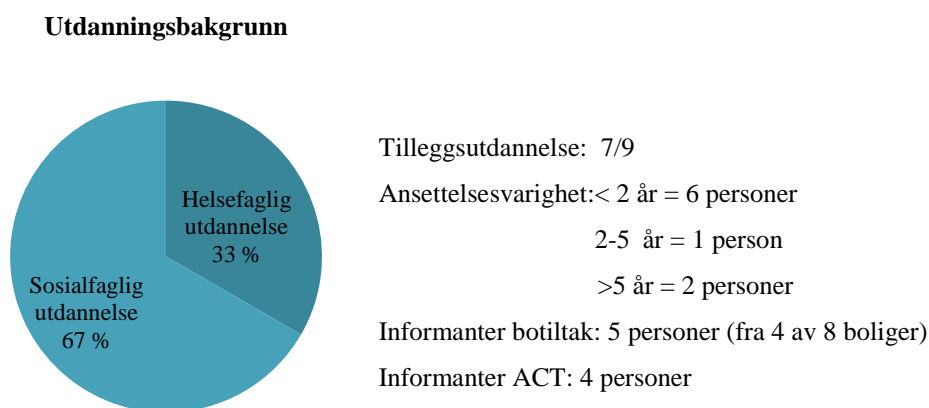 Utdanningsbakgrunn
Helsefaglig
utdannelse
33 %
Sosialfaglig
utdannelse
67 %
Tilleggsutdannelse: 7/9
Ansettelsesvarighet:< 2 år = 6 personer
2-5 år = 1 person
>5 år = 2 personer
Informanter botiltak: 5 personer (fra 4 av 8 boliger)
Informanter ACT: 4 personer